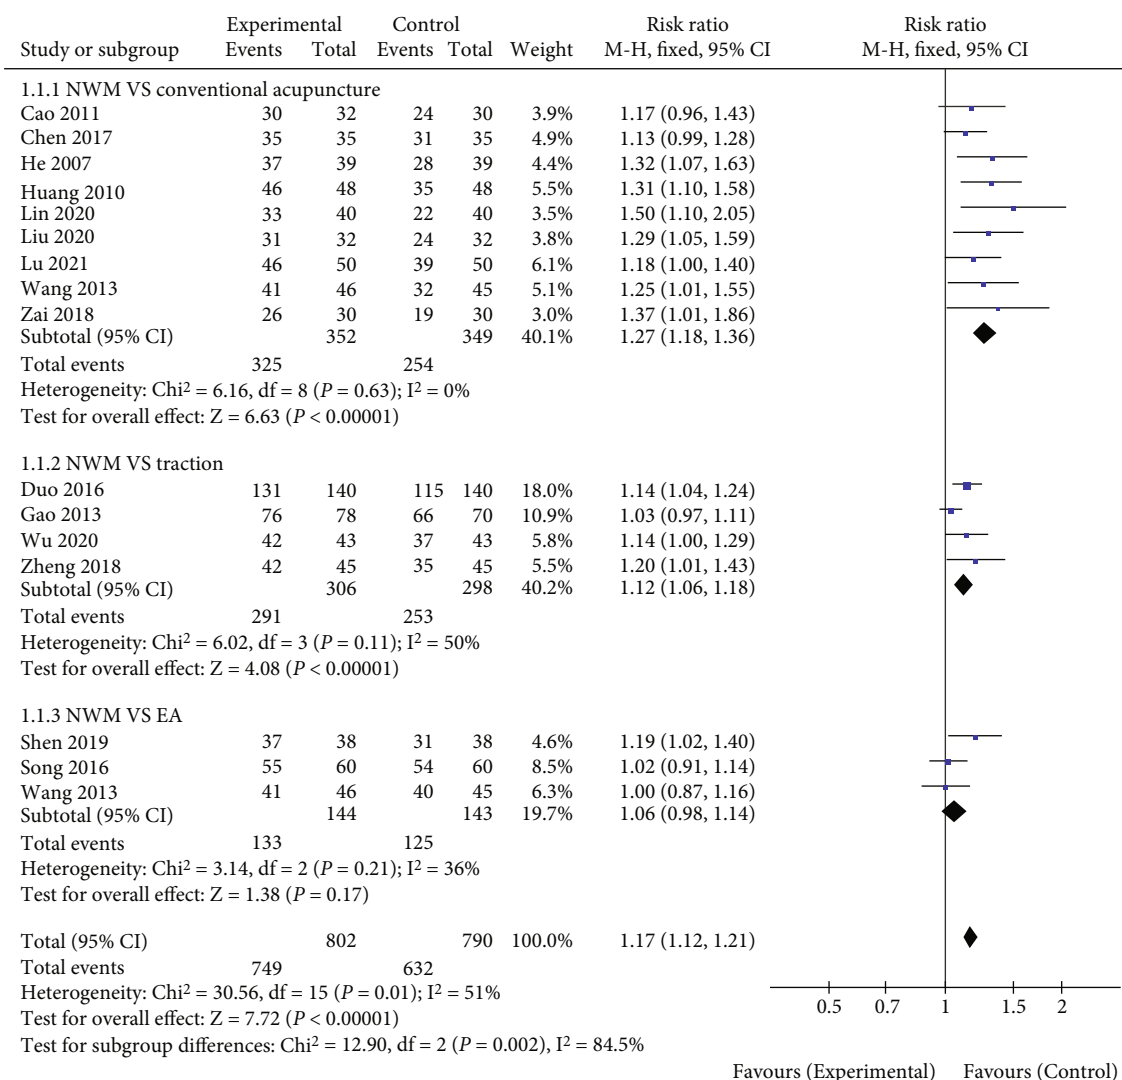 Experimental Control Risk ratio Risk ratio
Study or subgroup Events Total Events Total Weight M-H, fixed, 95% CI M-H, fixed, 95% CI
1.1.1 NWM VS conventional acupuncture
Cao 2011 30 32 24 30 3.9% 1.17 (0.96, 1.43)
Chen 2017 35 35 31 35 4.9% 1.13 (0.99, 1.28)
He 2007 37 39 28 39 4.4% 1.32 (1.07, 1.63)
Huang 2010 46 48 35 48 5.5% 1.31 (1.10, 1.58)
Lin 2020 33 40 22 40 3.5% 1.50 (1.10, 2.05)
Liu 2020 31 32 24 32 3.8% 1.29 (1.05, 1.59)
Lu 2021 46 50 39 50 6.1% 1.18 (1.00, 1.40)
Wang 2013 41 46 32 45 5.1% 1.25 (1.01, 1.55)
Zai 2018 26 30 19 30 3.0% 1.37 (1.01, 1.86)
Subtotal (95% CI) 352 349 40.1% 1.27 (1.18, 1.36)
Total events 325 254
Heterogeneity: Chi² = 6.16, df = 8 (P = 0.63); I² = 0%
Test for overall effect: Z = 6.63 (P < 0.00001)
1.1.2 NWM VS traction
Duo 2016 131 140 115 140 18.0% 1.14 (1.04, 1.24)
Gao 2013 76 78 66 70 10.9% 1.03 (0.97, 1.11)
Wu 2020 42 43 37 43 5.8% 1.14 (1.00, 1.29)
Zheng 2018 42 45 35 45 5.5% 1.20 (1.01, 1.43)
Subtotal (95% CI) 306 298 40.2% 1.12 (1.06, 1.18)
Total events 291 253
Heterogeneity: Chi² = 6.02, df = 3 (P = 0.11); I² = 50%
Test for overall effect: Z = 4.08 (P < 0.00001)
1.1.3 NWM VS EA
Shen 2019 37 38 31 38 4.6% 1.19 (1.02, 1.40)
Song 2016 55 60 54 60 8.5% 1.02 (0.91, 1.14)
Wang 2013 41 46 40 45 6.3% 1.00 (0.87, 1.16)
Subtotal (95% CI) 144 143 19.7% 1.06 (0.98, 1.14)
Total events 133 125
Heterogeneity: Chi² = 3.14, df = 2 (P = 0.21); I² = 36%
Test for overall effect: Z = 1.38 (P = 0.17)
Total (95% CI) 802 790 100.0% 1.17 (1.12, 1.21)
Total events 749 632
Heterogeneity: Chi² = 30.56, df = 15 (P = 0.01); I² = 51%
Test for overall effect: Z = 7.72 (P < 0.00001)
Test for subgroup differences: Chi² = 12.90, df = 2 (P = 0.002), I² = 84.5%
0.5 0.7 1 1.5 2
Favours (Experimental) Favours (Control)